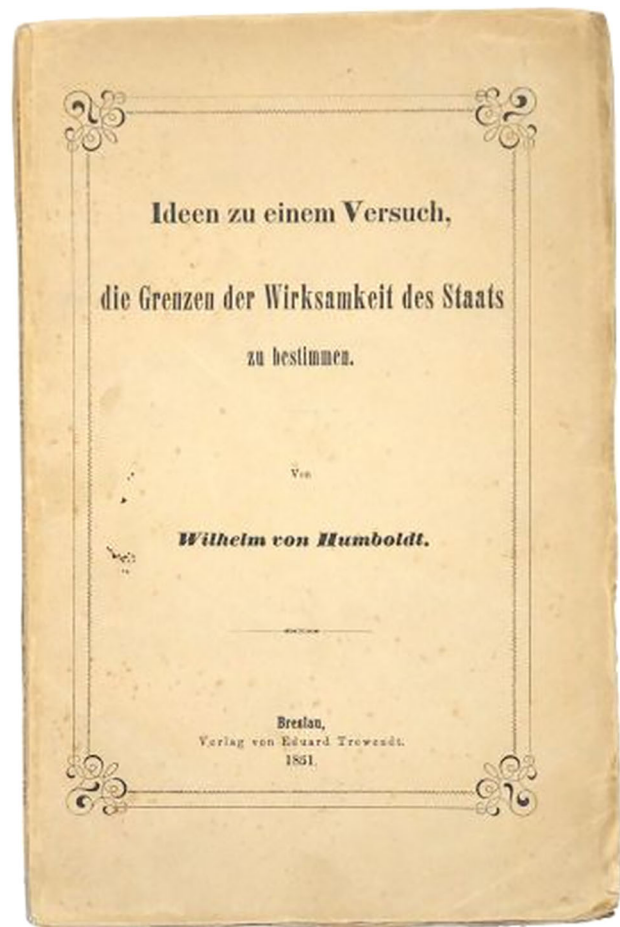 Ideen zu einem Versuch,
die Grenzen der Wirksamkeit des Staats
zu bestimmen.
Von
Wilhelm von Humboldt.
Breslau,
Verlag von Eduard Trewendt.
1851.